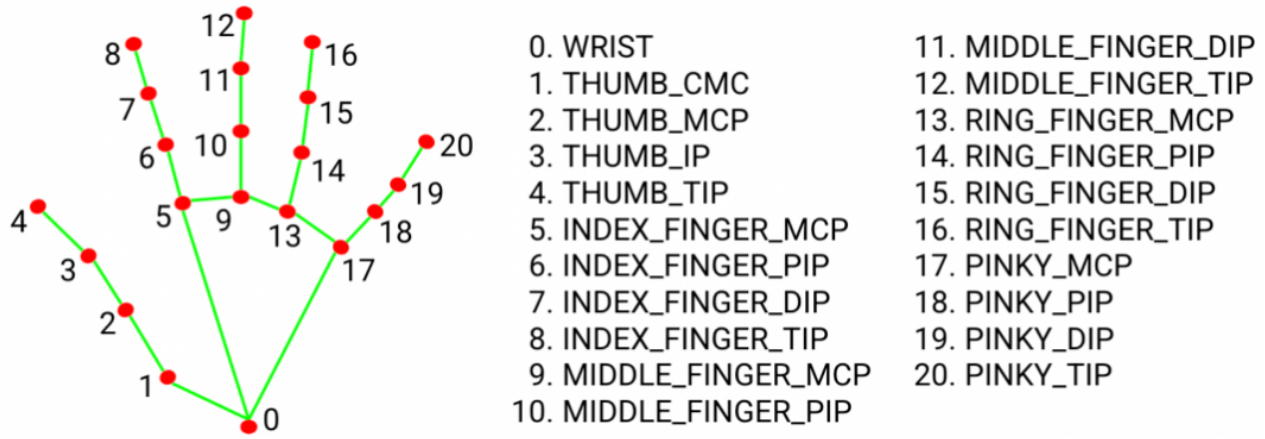 12
8
16
11
7
15
10
6
20
14
19
4
5
9
13
18
3
17
2
1
0
0. WRIST
1. THUMB_CMC
2. THUMB_MCP
3. THUMB_IP
4. THUMB_TIP
5. INDEX_FINGER_MCP
6. INDEX_FINGER_PIP
7. INDEX_FINGER_DIP
8. INDEX_FINGER_TIP
9. MIDDLE_FINGER_MCP
10. MIDDLE_FINGER_PIP
11. MIDDLE_FINGER_DIP
12. MIDDLE_FINGER_TIP
13. RING_FINGER_MCP
14. RING_FINGER_PIP
15. RING_FINGER_DIP
16. RING_FINGER_TIP
17. PINKY_MCP
18. PINKY_PIP
19. PINKY_DIP
20. PINKY_TIP